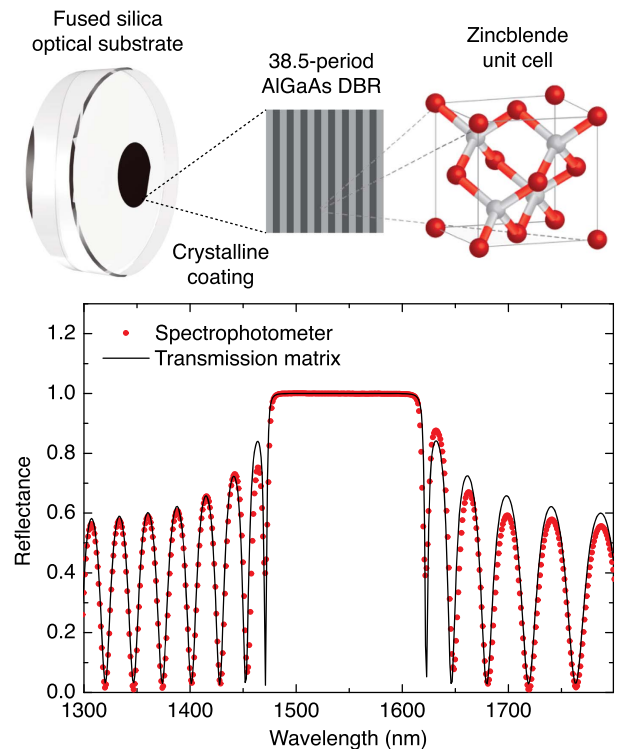 Fused silica
optical substrate
38.5-period
AlGaAs DBR
Zincblende
unit cell
Crystalline
coating
Spectrophotometer
Transmission matrix
Reflectance
1.2
1.0
0.8
0.6
0.4
0.2
0.0
1300
1400
1500
1600
1700
Wavelength (nm)